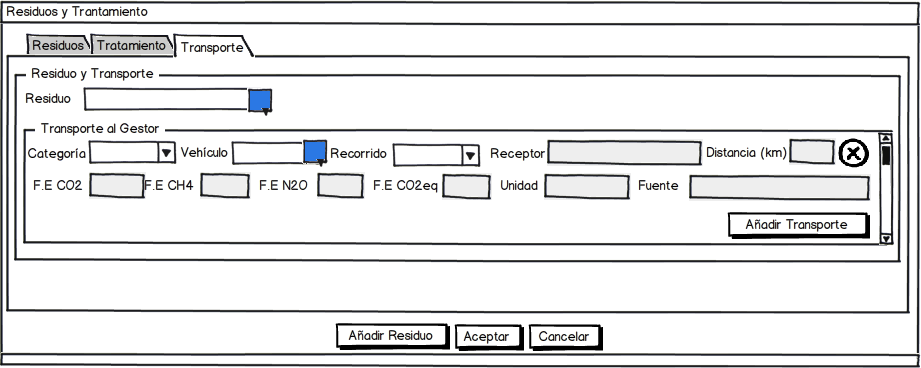 Residuos y Trantamiento
Residuos Tratamiento Transporte
Residuo y Transporte
Residuo
Transporte al Gestor
Categoría Vehículo Recorrido Receptor Distancia (km)
F.E CO2 F.E CH4 F.E N2O F.E CO2eq Unidad Fuente
Añadir Transporte
Añadir Residuo Aceptar Cancelar